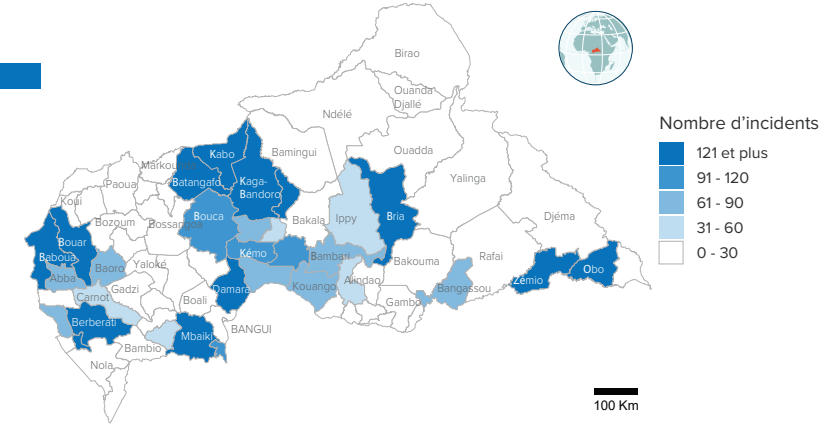 Birao
Ouanda
Djallé
Ndélé
Nombre d'incidents
121 et plus
91 - 120
61 - 90
31 - 60
0 - 30
Kabo
Bamingui
Ouadda
Markounda
Batangafo
Kaga-
Bandoro
Paoua
Yalinga
Koui
Bozoum
Bossangoa
Bouca
Bakala
Ippy
Bria
Djéma
Bouar
Baboua
Baoro
Yaloké
Kémo
Bambari
Bakouma
Rafai
Zémio
Obo
Abba
Carnot
Gadzi
Boali
Damara
Kouango
Alindao
Gambo
Bangassou
Berberati
Mbaiki
BANGUI
Bambio
Nola
100 Km